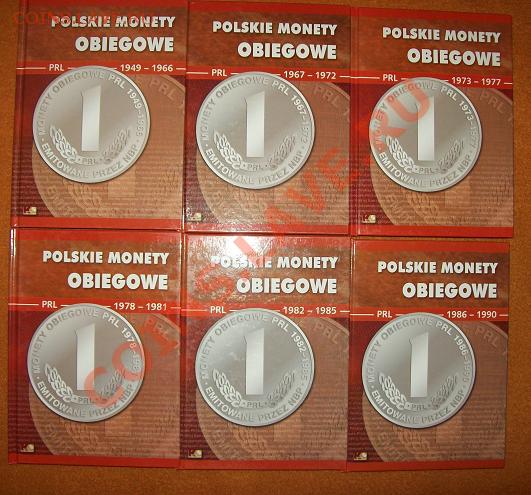 POLSKIE MONETY
OBIEGOWE
PRL 1949 – 1966
MONETY OBIEGOWE PRL 1949-1966
EMITOWANE PRZEZ NBP
1
PRL
POLSKIE MONETY
OBIEGOWE
PRL 1967 – 1972
MONETY OBIEGOWE PRL 1967-1972
EMITOWANE PRZEZ NBP
1
PRL
POLSKIE MONETY
OBIEGOWE
PRL 1973 – 1977
MONETY OBIEGOWE PRL 1973-1977
EMITOWANE PRZEZ NBP
1
PRL
POLSKIE MONETY
OBIEGOWE
PRL 1978 – 1981
MONETY OBIEGOWE PRL 1978-1981
EMITOWANE PRZEZ NBP
1
PRL
POLSKIE MONETY
OBIEGOWE
PRL 1982 – 1985
MONETY OBIEGOWE PRL 1982-1985
EMITOWANE PRZEZ NBP
1
PRL
POLSKIE MONETY
OBIEGOWE
PRL 1986 – 1990
MONETY OBIEGOWE PRL 1986-1990
EMITOWANE PRZEZ NBP
1
PRL